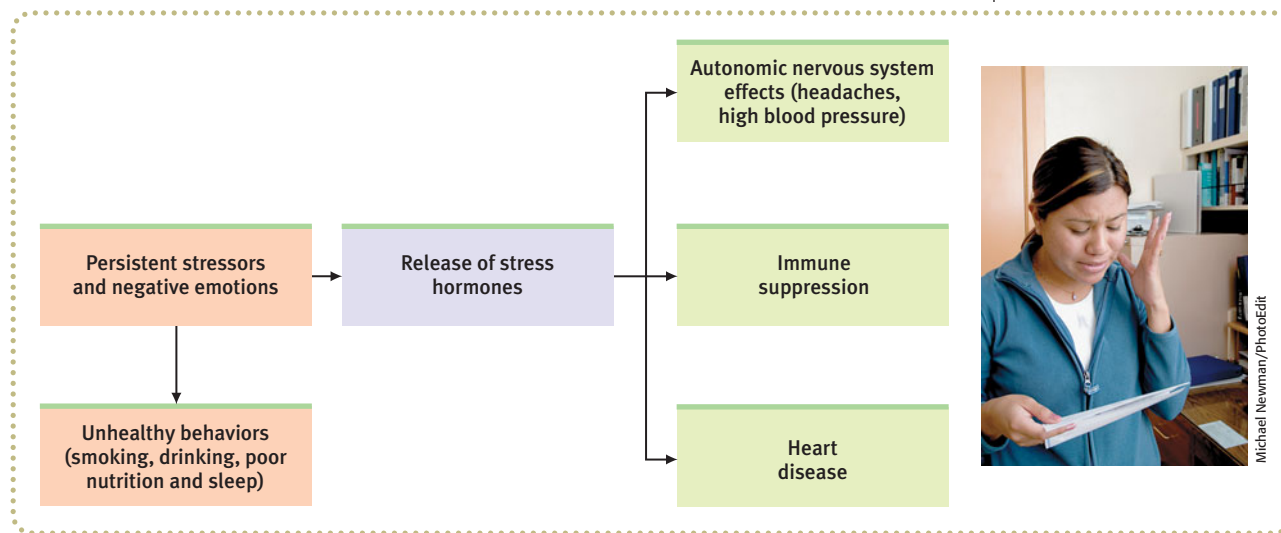 Autonomic nervous system
effects (headaches,
high blood pressure)
Persistent stressors
and negative emotions
Release of stress
hormones
Immune
suppression
Unhealthy behaviors
(smoking, drinking, poor
nutrition and sleep)
Heart
disease
Michael Newman/PhotoEdit